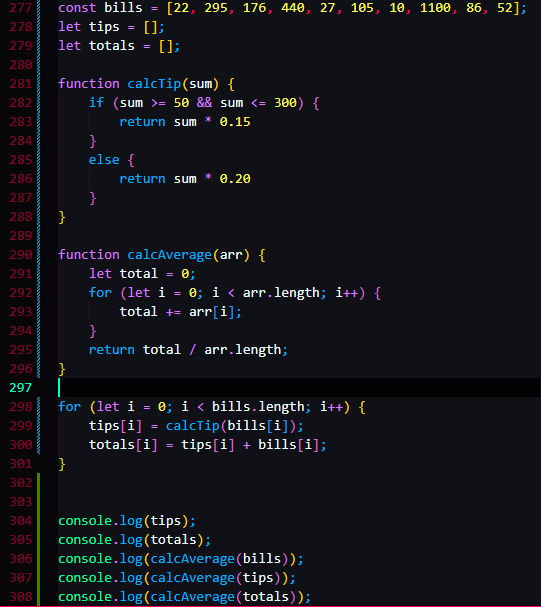 277 const bills = [22, 295, 176, 440, 27, 105, 10, 1100, 86, 52];
278 let tips = [];
279 let totals = [];
280
281 function calcTip(sum) {
282     if (sum >= 50 && sum <= 300) {
283         return sum * 0.15
284     }
285     else {
286         return sum * 0.20
287     }
288 }
289
290 function calcAverage(arr) {
291     let total = 0;
292     for (let i = 0; i < arr.length; i++) {
293         total += arr[i];
294     }
295     return total / arr.length;
296 }
297
298 for (let i = 0; i < bills.length; i++) {
299     tips[i] = calcTip(bills[i]);
300     totals[i] = tips[i] + bills[i];
301 }
302
303
304 console.log(tips);
305 console.log(totals);
306 console.log(calcAverage(bills));
307 console.log(calcAverage(tips));
308 console.log(calcAverage(totals));